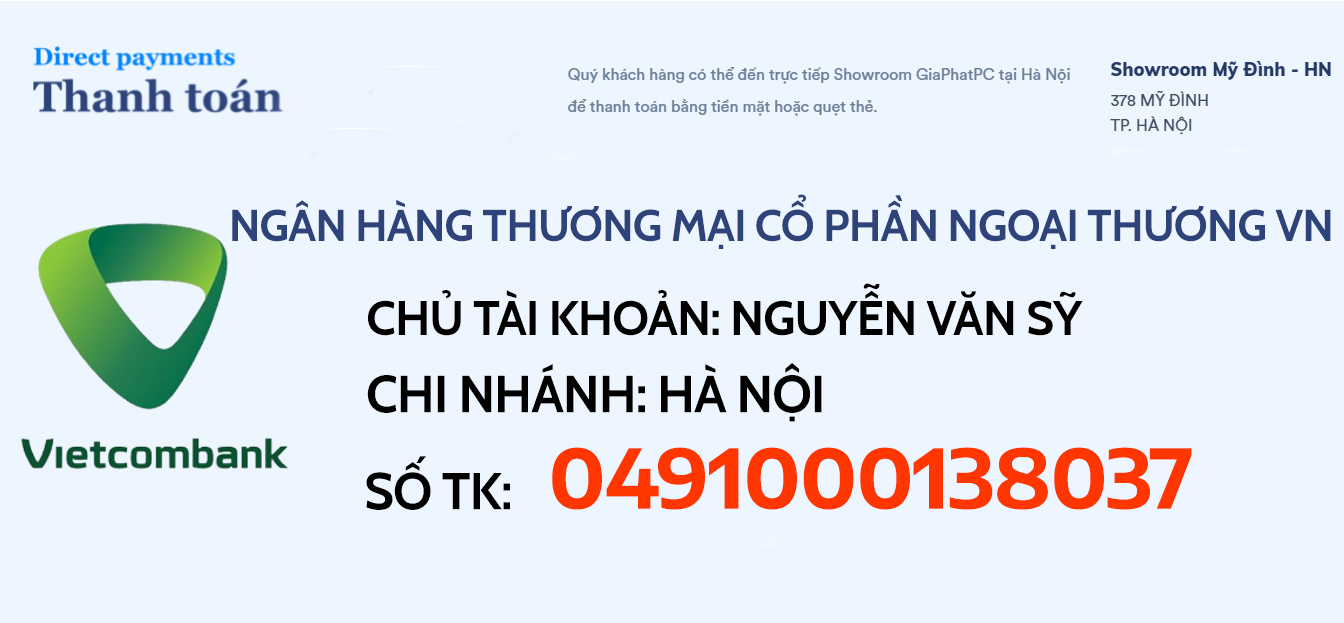 Direct payments
Thanh toán
Quý khách hàng có thể đến trực tiếp Showroom GiaPhatPC tại Hà Nội
để thanh toán bằng tiền mặt hoặc quẹt thẻ.
Showroom Mỹ Đình - HN
378 MỸ ĐÌNH
TP. HÀ NỘI
NGÂN HÀNG THƯƠNG MẠI CỔ PHẦN NGOẠI THƯƠNG VN
CHỦ TÀI KHOẢN: NGUYỄN VĂN SỸ
CHI NHÁNH: HÀ NỘI
Vietcombank
SỐ TK: 0491000138037